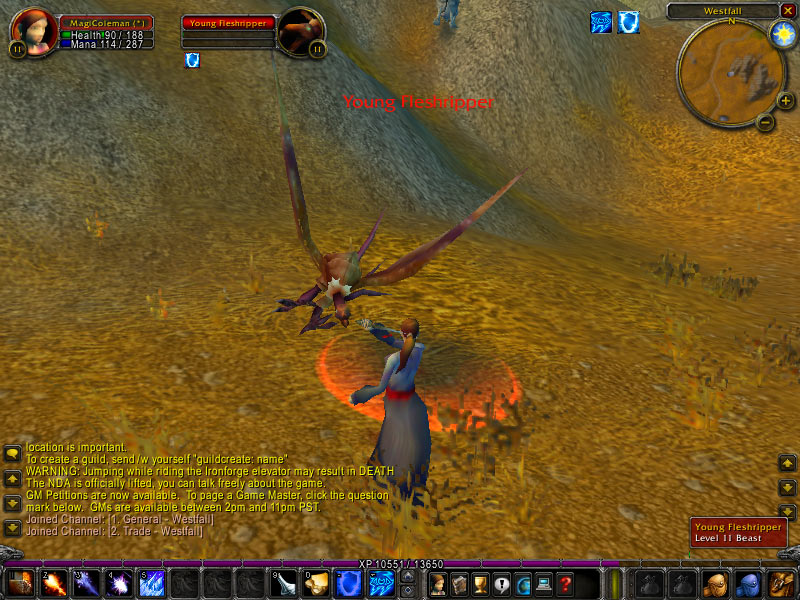 MagiColeman (*)
Health 90 / 188
Mana 114 / 287
11
Young Fleshripper
11
Westfall
N
Young Fleshripper
location is important.
To create a guild, send /w yourself "guildcreate: name"
WARNING: Jumping while riding the Ironforge elevator may result in DEATH
The NDA is officially lifted, you can talk freely about the game.
GM Petitions are now available. To page a Game Master, click the question
mark below. GMs are available between 2pm and 11pm PST.
Joined Channel: [1. General - Westfall]
Joined Channel: [2. Trade - Westfall]
Young Fleshripper
Level 11 Beast
XP 10551 / 13650